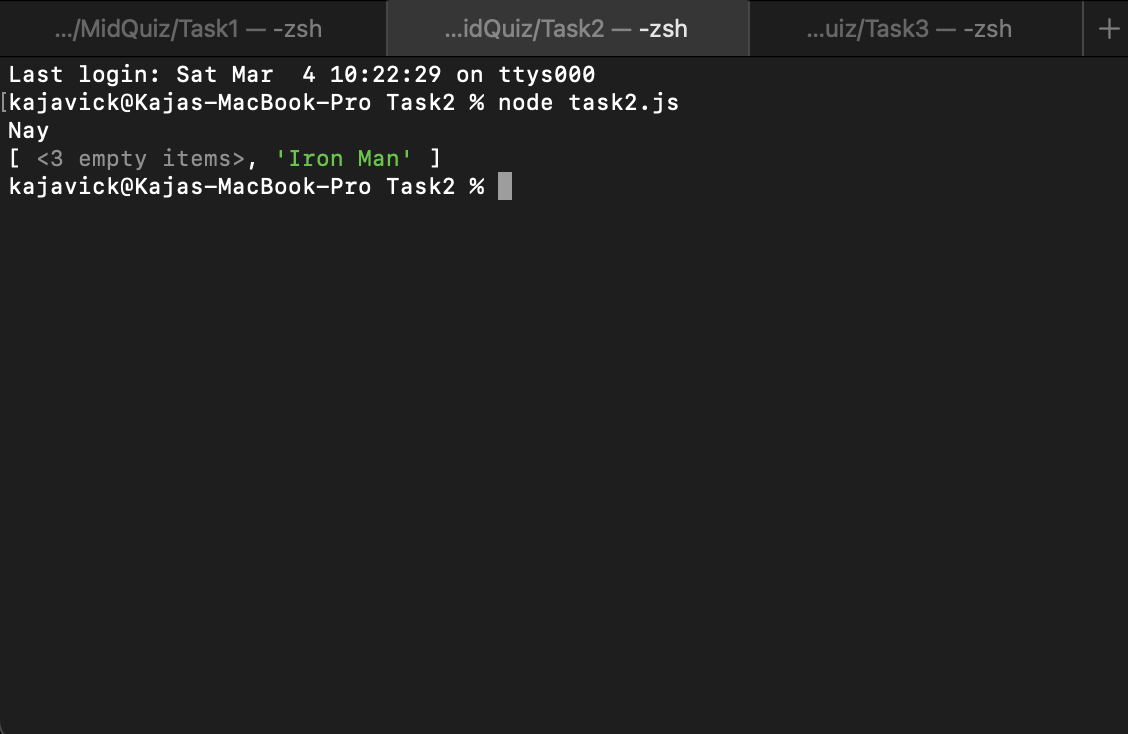 .../MidQuiz/Task1 — -zsh
...idQuiz/Task2 — -zsh
...uiz/Task3 — -zsh
+
Last login: Sat Mar  4 10:22:29 on ttys000
[kajavick@Kajas-MacBook-Pro Task2 % node task2.js
Nay
[ <3 empty items>, 'Iron Man' ]
kajavick@Kajas-MacBook-Pro Task2 %